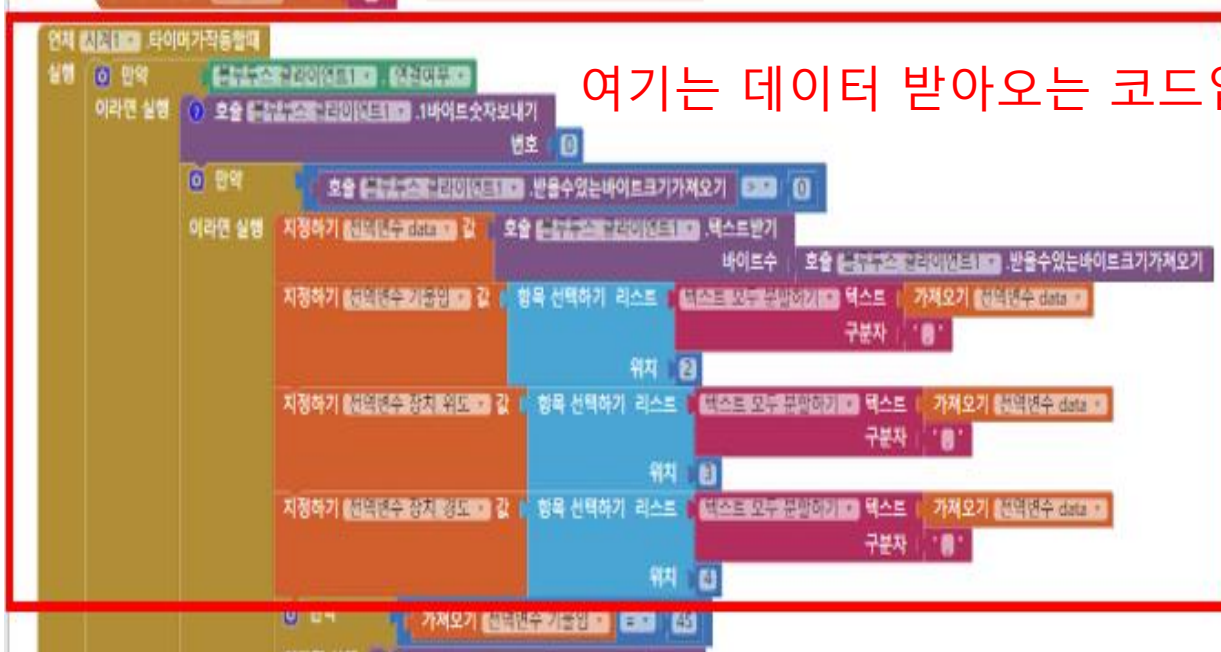 언제 시계1 .타이머가작동할때
여기는 데이터 받아오는 코드
실행 만약 블루투스 클라이언트1 . 연결여부
이라면 실행 호출 블루투스 클라이언트1 .1바이트숫자보내기
번호 0
만약 호출 블루투스 클라이언트1 .받을수있는바이트크기가져오기 > 0
이라면 실행 지정하기 전역변수 data 값 호출 블루투스 클라이언트1 .텍스트받기
바이트수 호출 블루투스 클라이언트1 .받을수있는바이트크기가져오기
지정하기 전역변수 기울임 값 항목 선택하기 리스트 텍스트 모두 분할하기 텍스트 가져오기 전역변수 data
구분자
위치 2
지정하기 전역변수 장치 위도 값 항목 선택하기 리스트 텍스트 모두 분할하기 텍스트 가져오기 전역변수 data
구분자
위치 3
지정하기 전역변수 장치 경도 값 항목 선택하기 리스트 텍스트 모두 분할하기 텍스트 가져오기 전역변수 data
구분자
위치 4
가져오기 전역변수 기울임 = 45